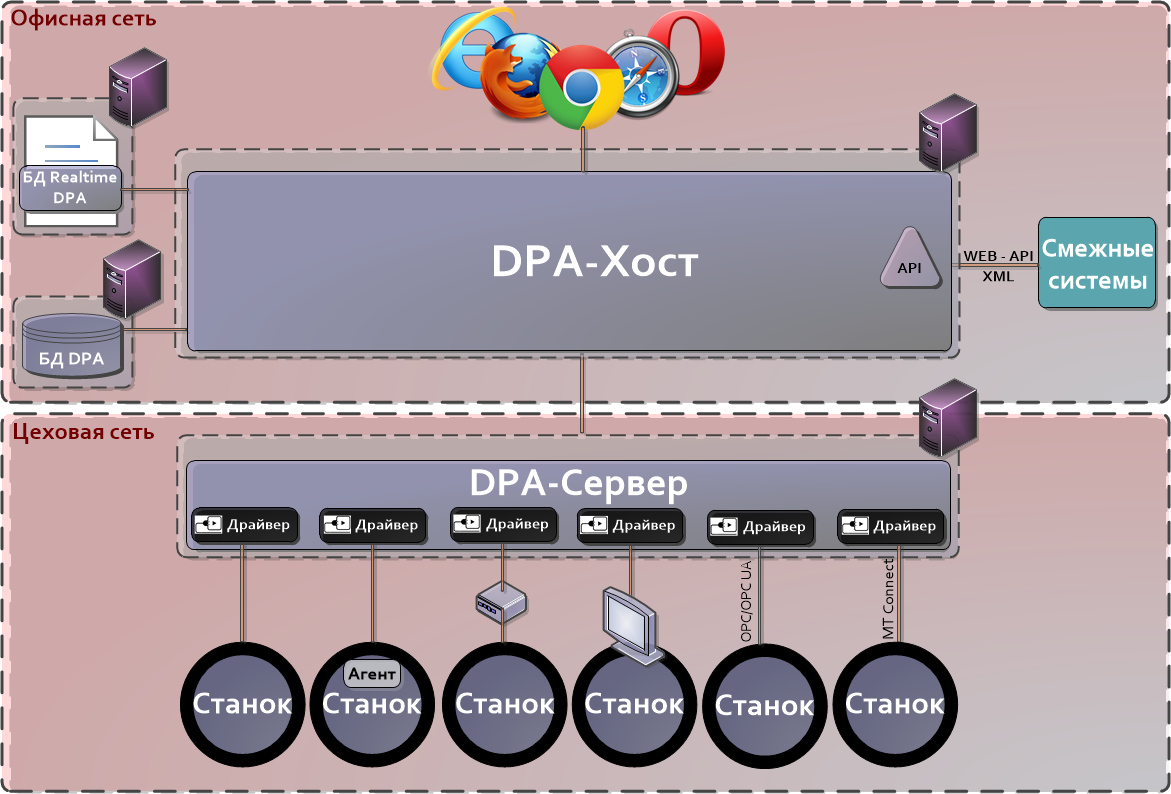 Офисная сеть
БД Realtime
DPA
DPA-Хост
API
WEB - API
XML
Смежные
системы
БД DPA
Цеховая сеть
DPA-Сервер
Драйвер
Драйвер
Драйвер
Драйвер
Драйвер
Драйвер
OPC/OPC UA
MT Connect
Агент
Станок
Станок
Станок
Станок
Станок
Станок